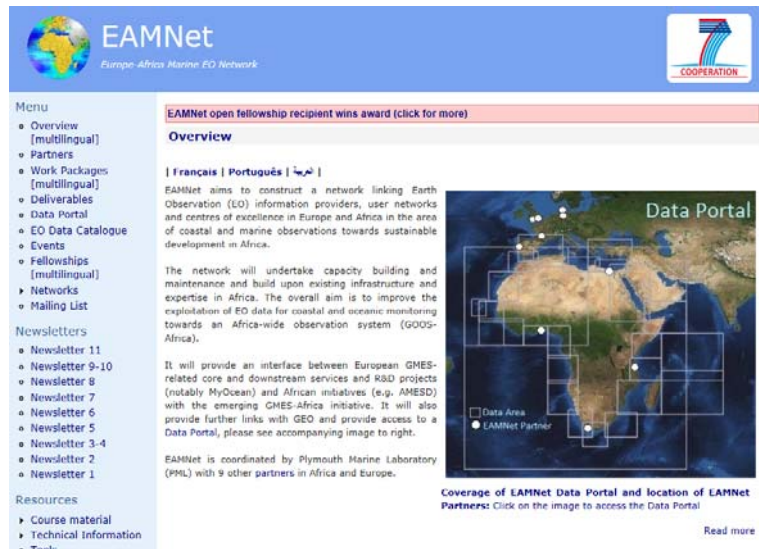 EAMNet
Europe-Africa Marine EO Network
7
COOPERATION
Menu
Overview
[multilingual]
Partners
Work Packages
[multilingual]
Deliverables
Data Portal
EO Data Catalogue
Events
Fellowships
[multilingual]
Networks
Mailing List
Newsletters
Newsletter 11
Newsletter 9-10
Newsletter 8
Newsletter 7
Newsletter 6
Newsletter 5
Newsletter 3-4
Newsletter 2
Newsletter 1
Resources
Course material
Technical Information
Tools
EAMNet open fellowship recipient wins award (click for more)
Overview
| Français | Português | العربية |
EAMNet aims to construct a network linking Earth
Observation (EO) information providers, user networks
and centres of excellence in Europe and Africa in the area
of coastal and marine observations towards sustainable
development in Africa.
The network will undertake capacity building and
maintenance and build upon existing infrastructure and
expertise in Africa. The overall aim is to improve the
exploitation of EO data for coastal and oceanic monitoring
towards an Africa-wide observation system (GOOS-
Africa).
It will provide an interface between European GMES-
related core and downstream services and R&D projects
(notably MyOcean) and African initiatives (e.g. AMESD)
with the emerging GMES-Africa initiative. It will also
provide further links with GEO and provide access to a
Data Portal, please see accompanying image to right.
EAMNet is coordinated by Plymouth Marine Laboratory
(PML) with 9 other partners in Africa and Europe.
Data Portal
Data Area
EAMNet Partner
Coverage of EAMNet Data Portal and location of EAMNet
Partners: Click on the image to access the Data Portal
Read more